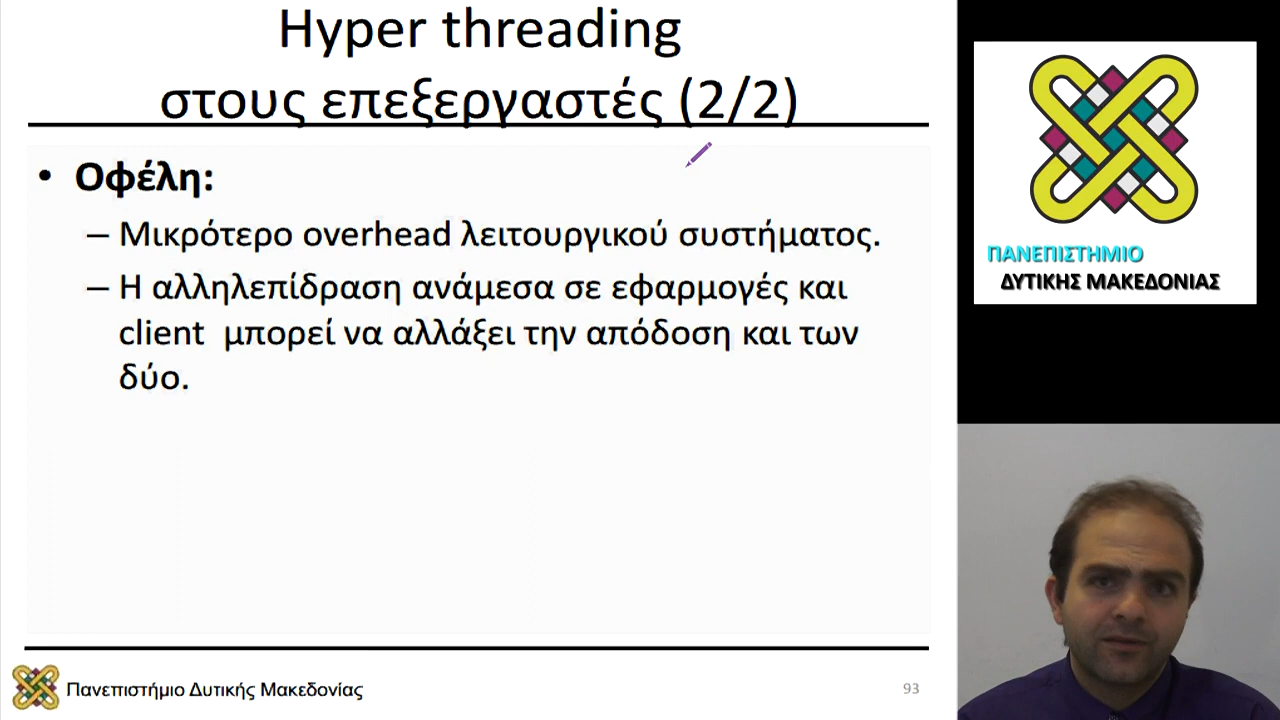 Hyper threading
στους επεξεργαστές (2/2)
• Οφέλη:
– Μικρότερο overhead λειτουργικού συστήματος.
– Η αλληλεπίδραση ανάμεσα σε εφαρμογές και
client μπορεί να αλλάξει την απόδοση και των
δύο.
Πανεπιστήμιο Δυτικής Μακεδονίας
93
ΠΑΝΕΠΙΣΤΗΜΙΟ
ΔΥΤΙΚΗΣ ΜΑΚΕΔΟΝΙΑΣ